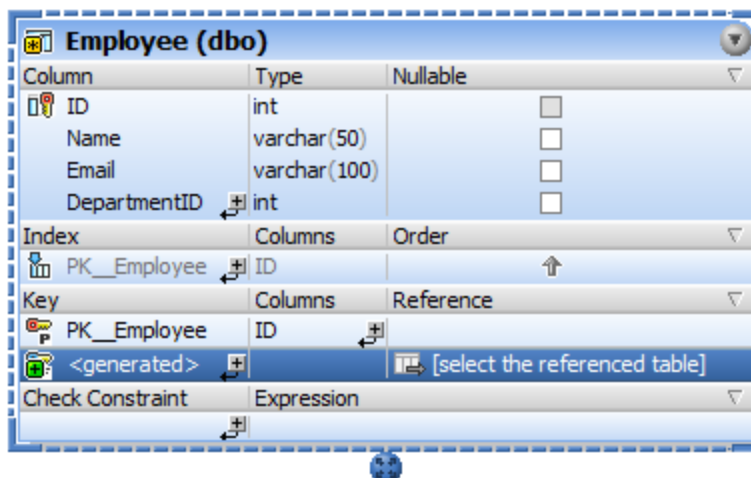 Employee (dbo)
Column Type Nullable
ID int
Name varchar(50)
Email varchar(100)
DepartmentID int
Index Columns Order
PK__Employee ID
Key Columns Reference
P PK__Employee ID
<generated> [select the referenced table]
Check Constraint Expression